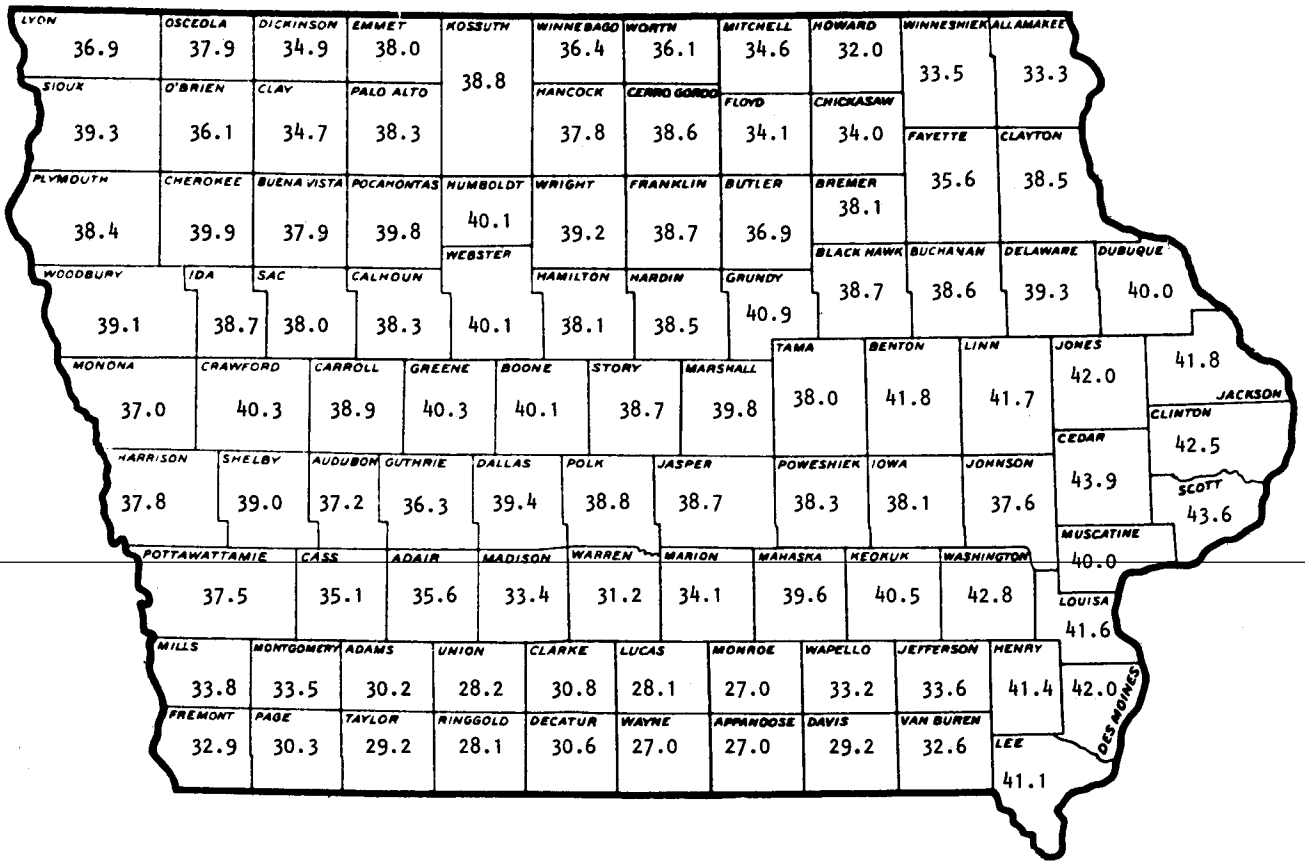 LYON OSCEOLA DICKINSON EMMET KOSSUTH WINNEBAGO WORTH MITCHELL HOWARD WINNESHIEK ALLAMAKEE
36.9 37.9 34.9 38.0 38.8 36.4 36.1 34.6 32.0 33.5 33.3
SIOUX O'BRIEN CLAY PALO ALTO HANCOCK CERRO GORDO FLOYD CHICKASAW
39.3 36.1 34.7 38.3 37.8 38.6 34.1 34.0
FAYETTE CLAYTON
35.6 38.5
PLYMOUTH CHEROKEE BUENA VISTA POCAHONTAS HUMBOLDT WRIGHT FRANKLIN BUTLER BREMER
38.4 39.9 37.9 39.8 40.1 39.2 38.7 36.9 38.1
WEBSTER BLACK HAWK BUCHANAN DELAWARE DUBUQUE
40.1 38.7 38.6 39.3 40.0
WOODBURY IDA SAC CALHOUN HAMILTON HARDIN GRUNDY
39.1 38.7 38.0 38.3 38.1 38.5 40.9
TAMA BENTON LINN JONES
38.0 41.8 41.7 42.0 41.8
JACKSON
MONONA CRAWFORD CARROLL GREENE BOONE STORY MARSHALL
37.0 40.3 38.9 40.3 40.1 38.7 39.8
CLINTON
42.5
CEDAR
43.9
HARRISON SHELBY AUDUBON GUTHRIE DALLAS POLK JASPER POWESHIEK IOWA JOHNSON
37.8 39.0 37.2 36.3 39.4 38.8 38.7 38.3 38.1 37.6
SCOTT
43.6
MUSCATINE
40.0
POTTAWATTAMIE CASS ADAIR MADISON WARREN MARION MAHASKA KEOKUK WASHINGTON
37.5 35.1 35.6 33.4 31.2 34.1 39.6 40.5 42.8
LOUISA
41.6
MILLS MONTGOMERY ADAMS UNION CLARKE LUCAS MONROE WAPELLO JEFFERSON HENRY
33.8 33.5 30.2 28.2 30.8 28.1 27.0 33.2 33.6 41.4 42.0
DES MOINES
FREMONT PAGE TAYLOR RINGGOLD DECATUR WAYNE APPANOOSE DAVIS VAN BUREN
32.9 30.3 29.2 28.1 30.6 27.0 27.0 29.2 32.6
LEE
41.1